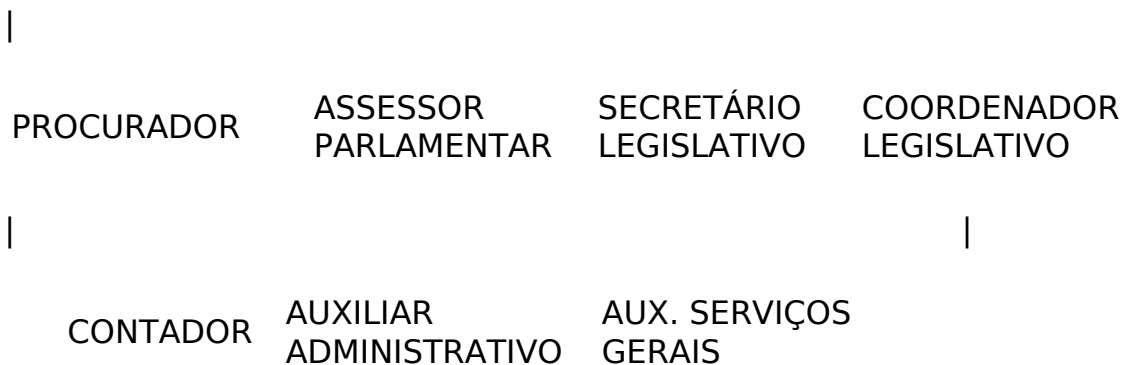 |
PROCURADOR
ASSESSOR
PARLAMENTAR
SECRETÁRIO
LEGISLATIVO
COORDENADOR
LEGISLATIVO
| |
CONTADOR
AUXILIAR
ADMINISTRATIVO
AUX. SERVIÇOS
GERAIS